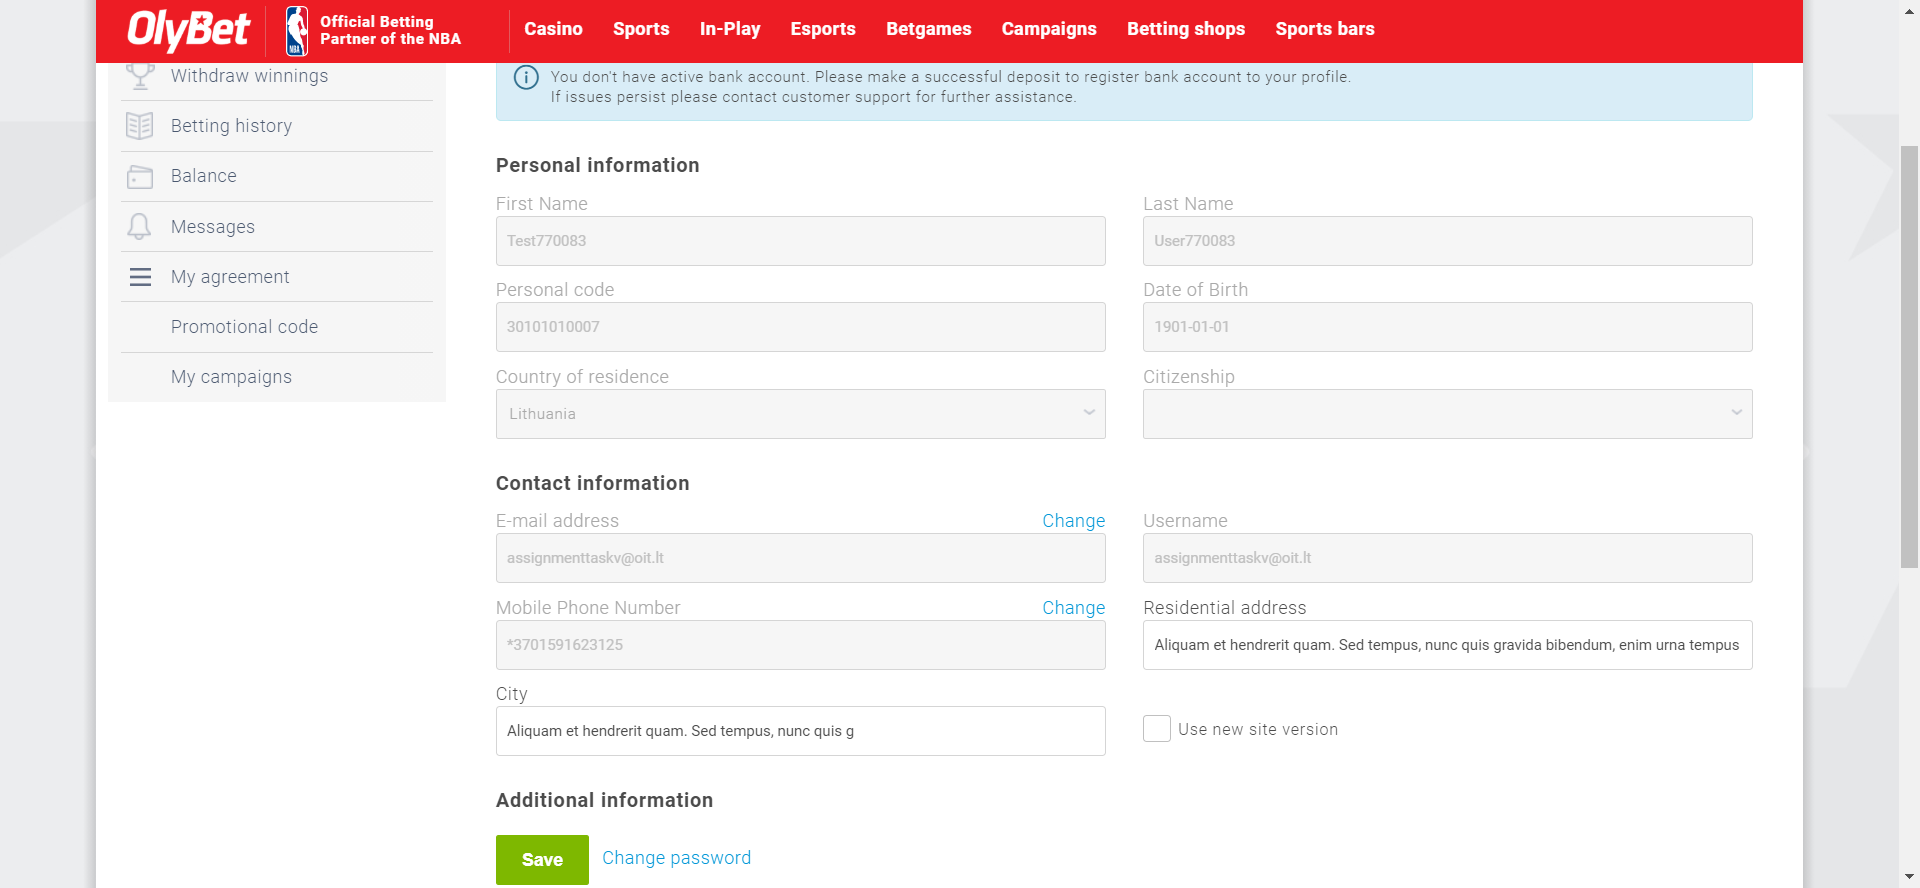 OlyBet
NBA
Official Betting
Partner of the NBA
Casino
Sports
In-Play
Esports
Betgames
Campaigns
Betting shops
Sports bars
Withdraw winnings
Betting history
Balance
Messages
My agreement
Promotional code
My campaigns
You don't have active bank account. Please make a successful deposit to register bank account to your profile.
If issues persist please contact customer support for further assistance.
Personal information
First Name
Test770083
Last Name
User770083
Personal code
30101010007
Date of Birth
1901-01-01
Country of residence
Lithuania
Citizenship
Contact information
E-mail address
Change
assignmenttaskv@oit.lt
Username
assignmenttaskv@oit.lt
Mobile Phone Number
Change
*3701591623125
Residential address
Aliquam et hendrerit quam. Sed tempus, nunc quis gravida bibendum, enim urna tempus
City
Aliquam et hendrerit quam. Sed tempus, nunc quis g
Use new site version
Additional information
Save
Change password